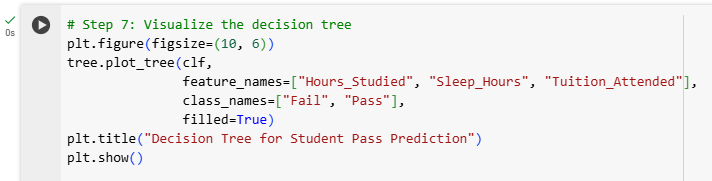 # Step 7: Visualize the decision tree
plt.figure(figsize=(10, 6))
tree.plot_tree(clf,
               feature_names=["Hours_Studied", "Sleep_Hours", "Tuition_Attended"],
               class_names=["Fail", "Pass"],
               filled=True)
plt.title("Decision Tree for Student Pass Prediction")
plt.show()
0s